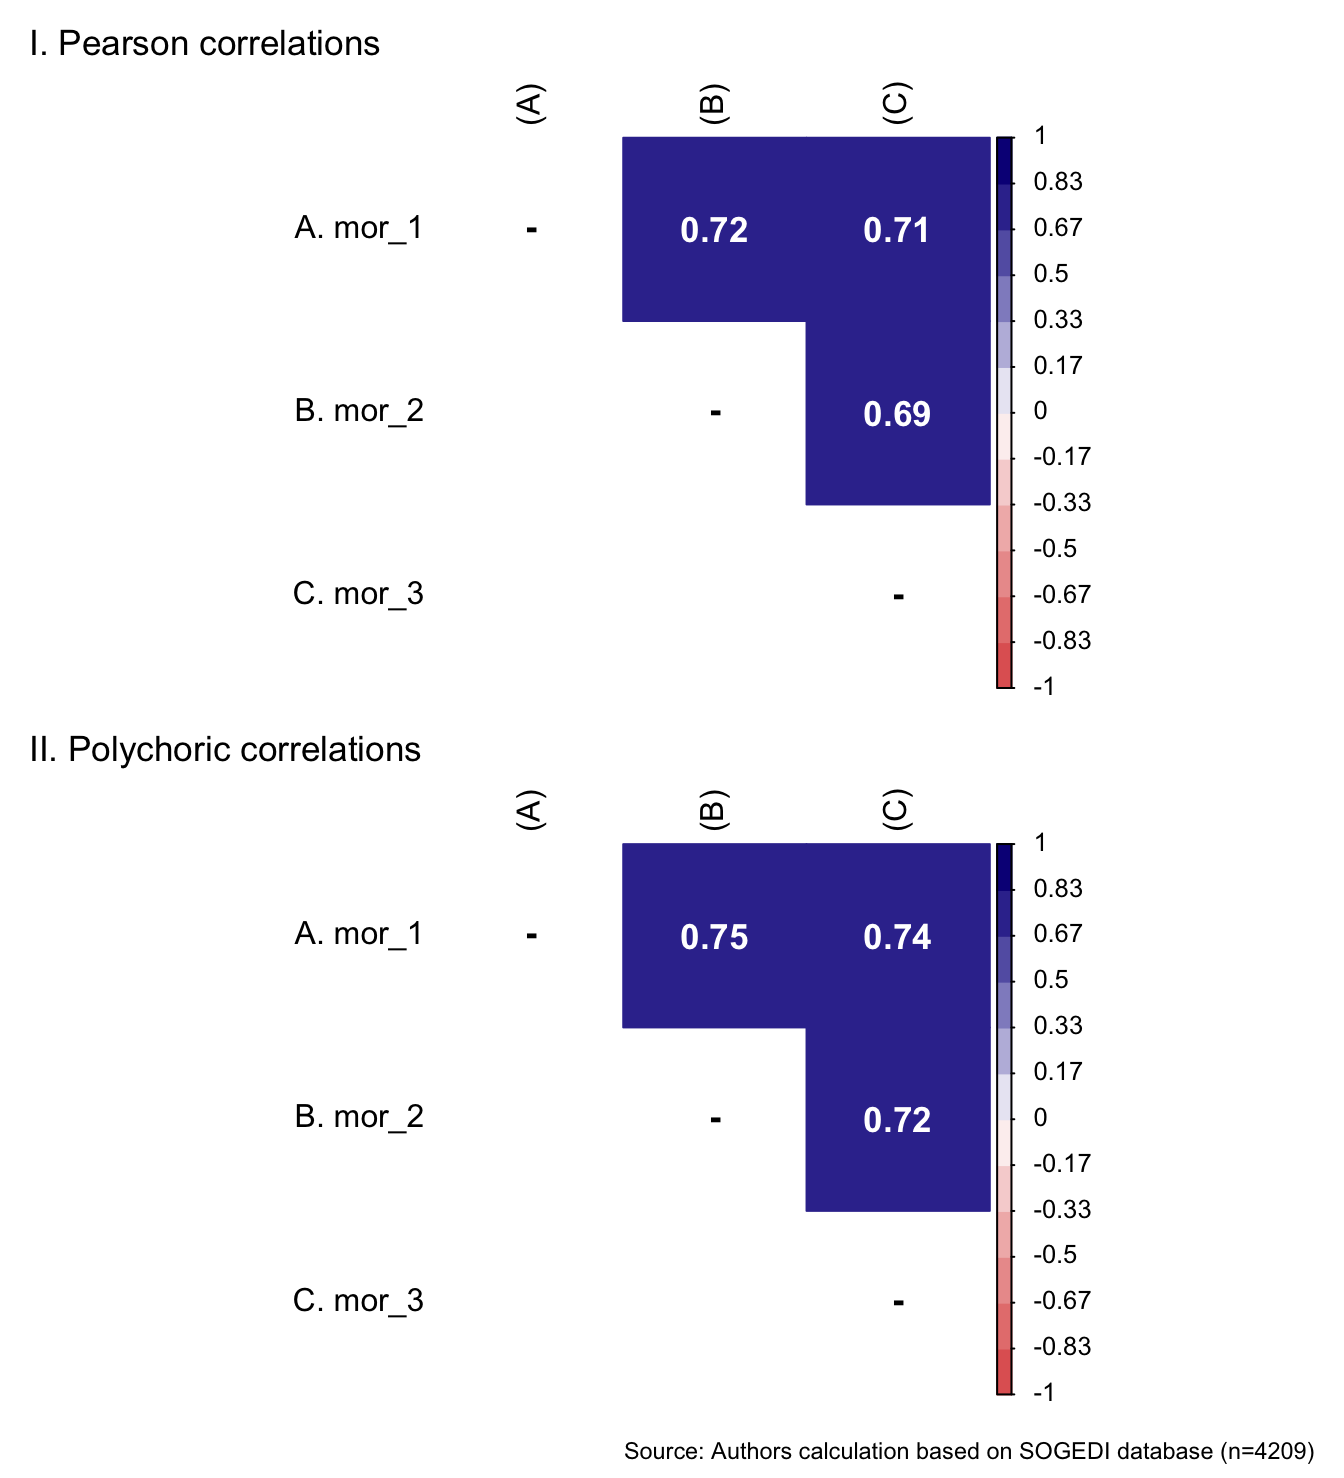 I. Pearson correlations
(A) (B) (C)
A. mor_1 - 0.72 0.71
B. mor_2 - 0.69
C. mor_3 -
1
0.83
0.67
0.5
0.33
0.17
0
-0.17
-0.33
-0.5
-0.67
-0.83
-1
II. Polychoric correlations
(A) (B) (C)
A. mor_1 - 0.75 0.74
B. mor_2 - 0.72
C. mor_3 -
1
0.83
0.67
0.5
0.33
0.17
0
-0.17
-0.33
-0.5
-0.67
-0.83
-1
Source: Authors calculation based on SOGEDI database (n=4209)